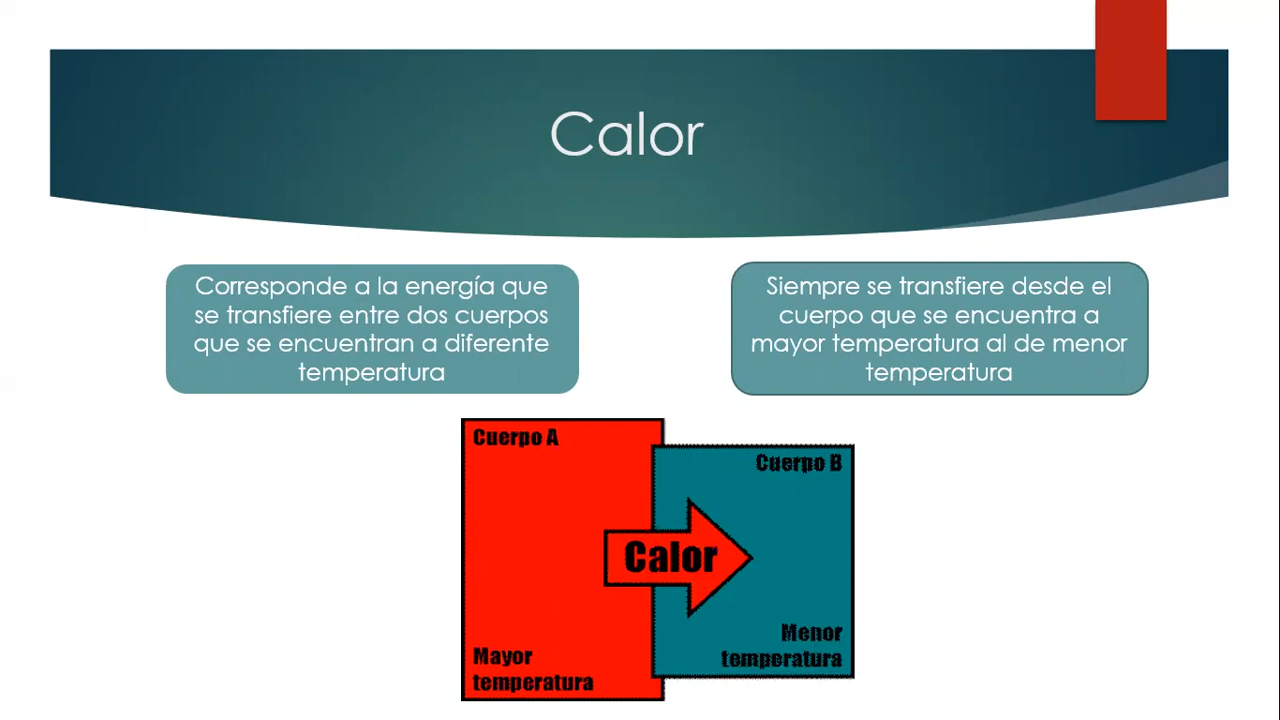 Calor
Corresponde a la energía que
se transfiere entre dos cuerpos
que se encuentran a diferente
temperatura
Siempre se transfiere desde el
cuerpo que se encuentra a
mayor temperatura al de menor
temperatura
Cuerpo A
Cuerpo B
Calor
Menor
temperatura
Mayor
temperatura